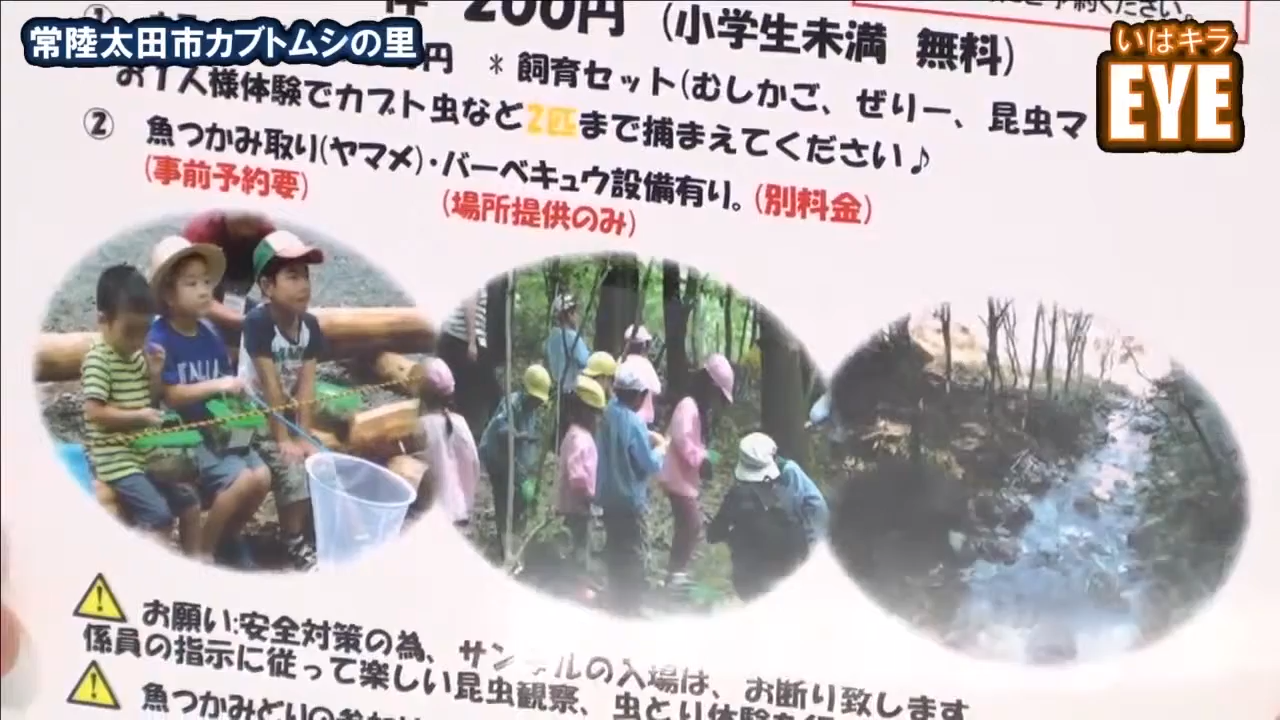 常陸太田市カブトムシの里
いはキラ
EYE
200円 (小学生未満 無料)
円 *飼育セット(むしかご、ぜりー、昆虫マ
お1人様体験でカブト虫など2匹まで捕まえてください♪
② 魚つかみ取り(ヤマメ)・バーベキュウ設備有り。(別料金)
(事前予約要) (場所提供のみ)
お願い:安全対策の為、サンダルの入場は、お断り致します
係員の指示に従って楽しい昆虫観察、虫とり体験を
魚つかみどりの参加は